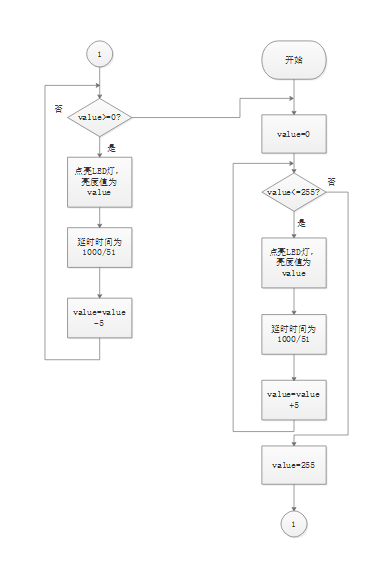 1
否
value>=0?
是
点亮LED灯，
亮度值为
value
延时时间为
1000/51
value=value
-5
开始
value=0
value<=255?
否
是
点亮LED灯，
亮度值为
value
延时时间为
1000/51
value=value
+5
value=255
1